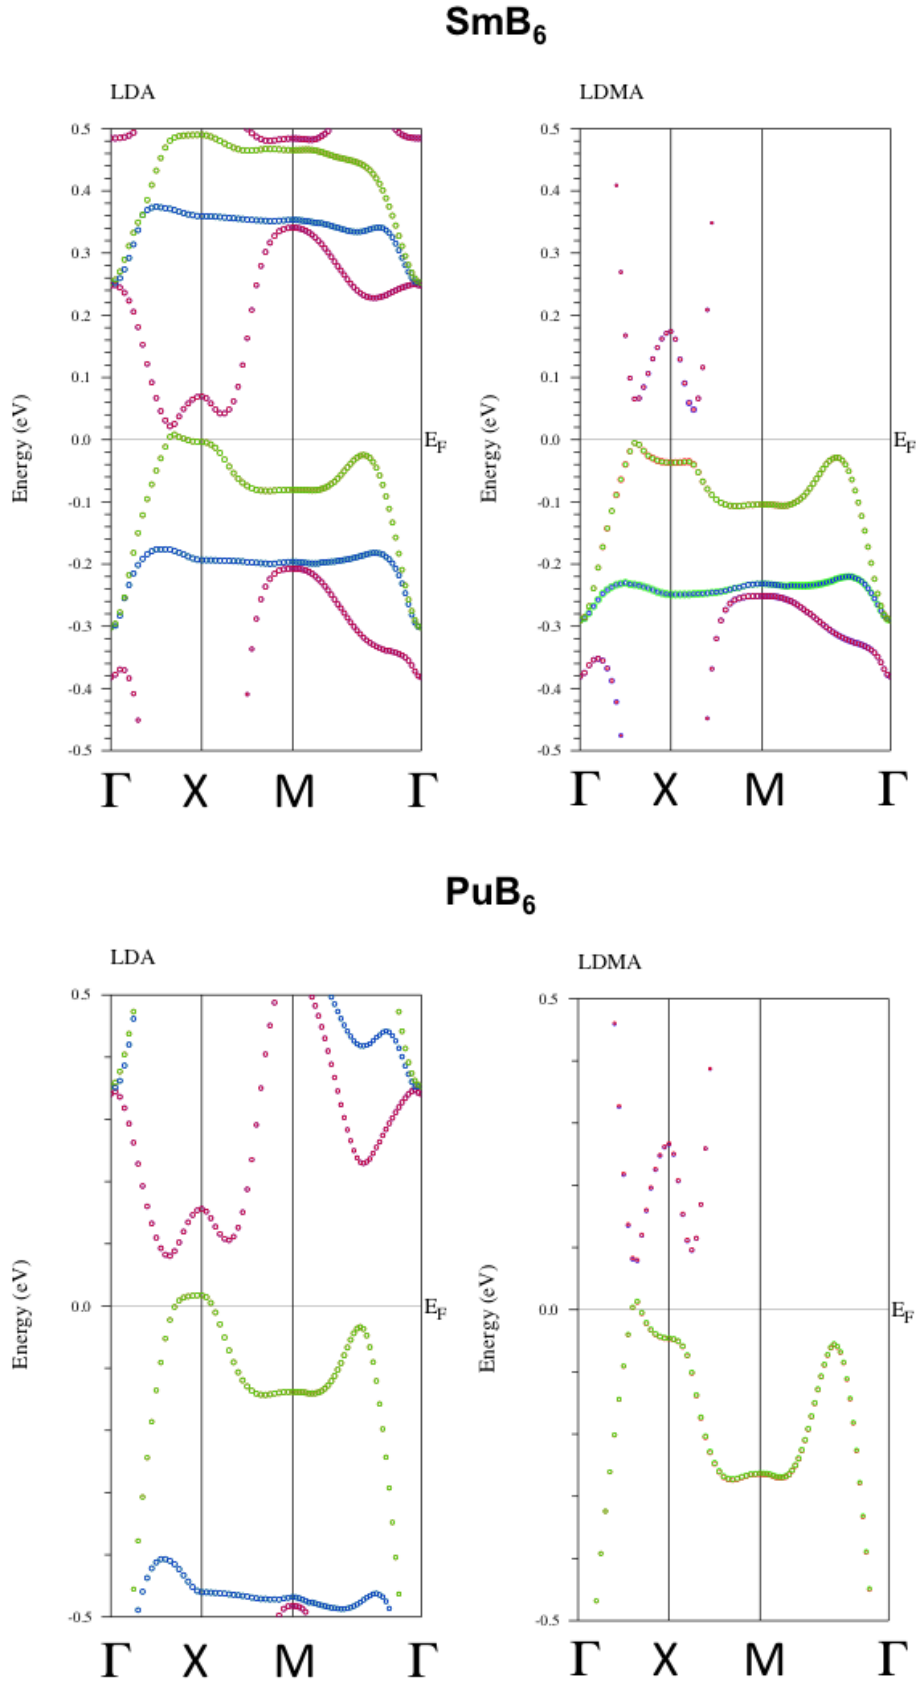 SmB6
LDA
LDMA
0.5
0.4
0.3
0.2
0.1
0.0
-0.1
-0.2
-0.3
-0.4
-0.5
Energy (eV)
EF
Γ X M Γ
0.5
0.4
0.3
0.2
0.1
0.0
-0.1
-0.2
-0.3
-0.4
-0.5
Energy (eV)
EF
Γ X M Γ
PuB6
LDA
LDMA
0.5
0.0
-0.5
Energy (eV)
EF
Γ X M Γ
0.5
0.0
-0.5
Energy (eV)
EF
Γ X M Γ